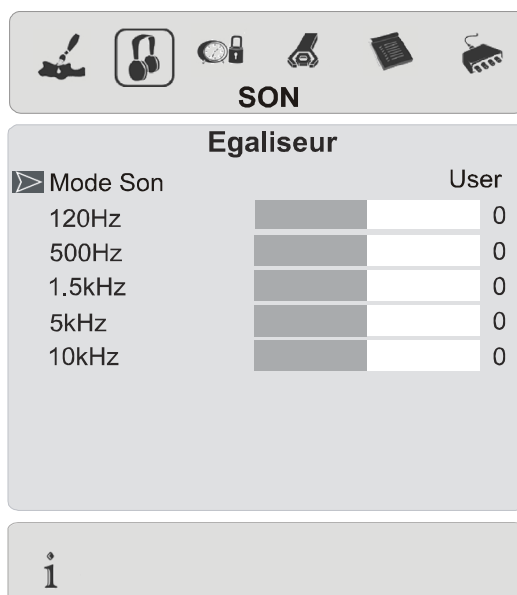 SON
Egaliseur
Mode Son User
120Hz 0
500Hz 0
1.5kHz 0
5kHz 0
10kHz 0
i